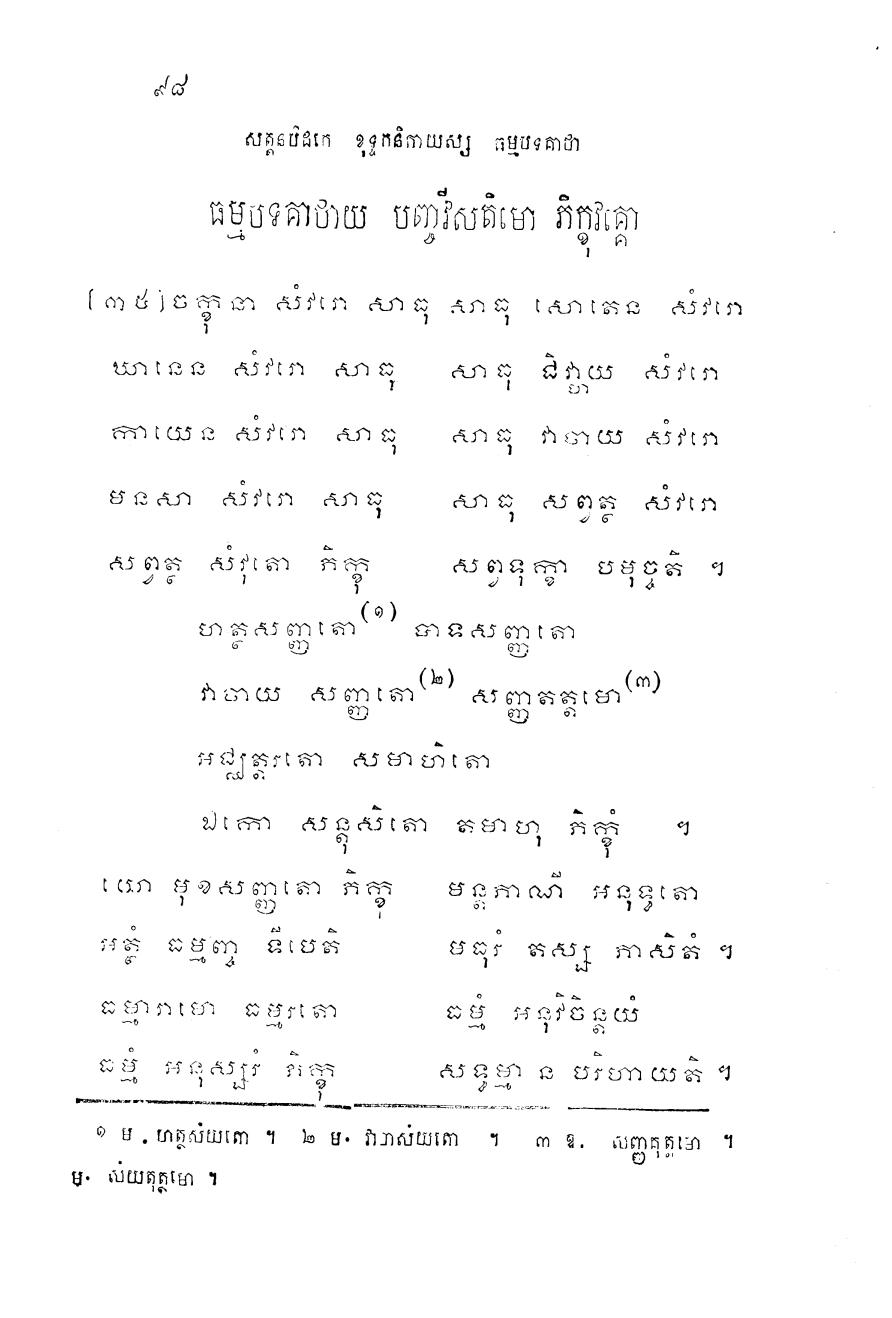 ៩៨
សុត្តន្តបិដកេ ខុទ្ទកនិកាយស្ស ធម្មបទគាថា
ធម្មបទគាថាយ បញ្ចវីសតិមោ ភិក្ខុវគ្គោ
[៣៥] ចក្ខុនា សំវរោ សាធុ សាធុ សោតេន សំវរោ
ឃានេន សំវរោ សាធុ សាធុ ជិវ្ហាយ សំវរោ
កាយេន សំវរោ សាធុ សាធុ វាចាយ សំវរោ
មនសា សំវរោ សាធុ សាធុ សព្វត្ថ សំវរោ
សព្វត្ថ សំវុតោ ភិក្ខុ សព្វទុក្ខា បមុច្ចតិ ។
ហត្ថសញ្ញតោ(១) បាទសញ្ញតោ
វាចាយ សញ្ញតោ(២) សញ្ញតត្តមោ(៣)
អជ្ឈត្តរតោ សមាហិតោ
ឯកោ សន្តុសិតោ តមាហុ ភិក្ខុំ ។
យោ មុខសញ្ញតោ ភិក្ខុ មន្តភាណី អនុទ្ធតោ
អត្ថំ ធម្មញ្ច ទីបេតិ មធុរំ តស្ស ភាសិតំ ។
ធម្មារាមោ ធម្មរតោ ធម្មំ អនុវិចិន្តយំ
ធម្មំ អនុស្សរំ ភិក្ខុ សទ្ធម្មា ន បរិហាយតិ ។
១ ម. ហត្ថសំយតោ ។ ២ ម. វាចាសំយតោ ។ ៣ ឱ.
ម. សំយតុត្តមោ ។